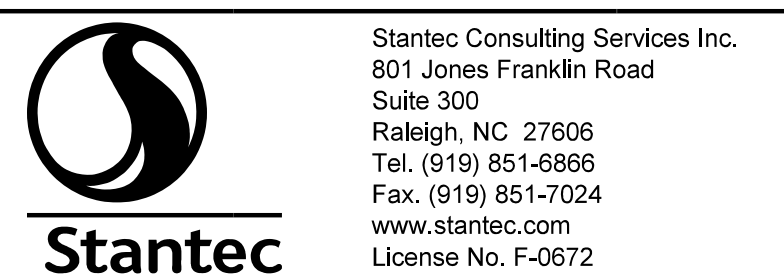 Stantec
Stantec Consulting Services Inc.
801 Jones Franklin Road
Suite 300
Raleigh, NC  27606
Tel. (919) 851-6866
Fax. (919) 851-7024
www.stantec.com
License No. F-0672